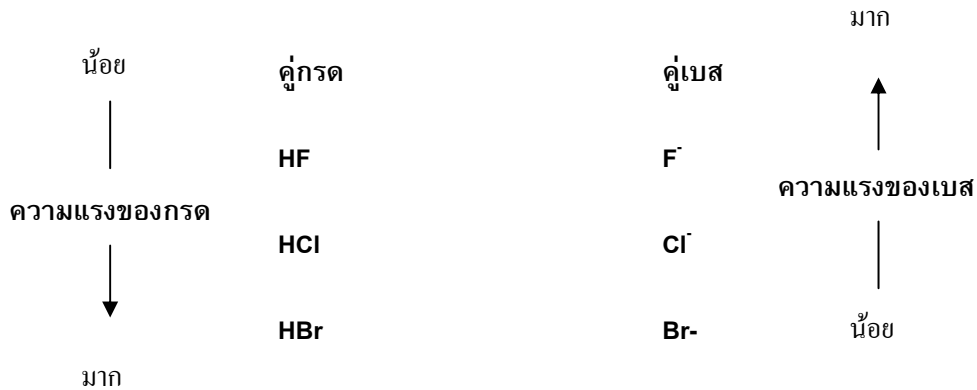 มาก
น้อย คู่กรด คู่เบส
HF F-
ความแรงของกรด ความแรงของเบส
HCl Cl-
HBr Br- น้อย
มาก